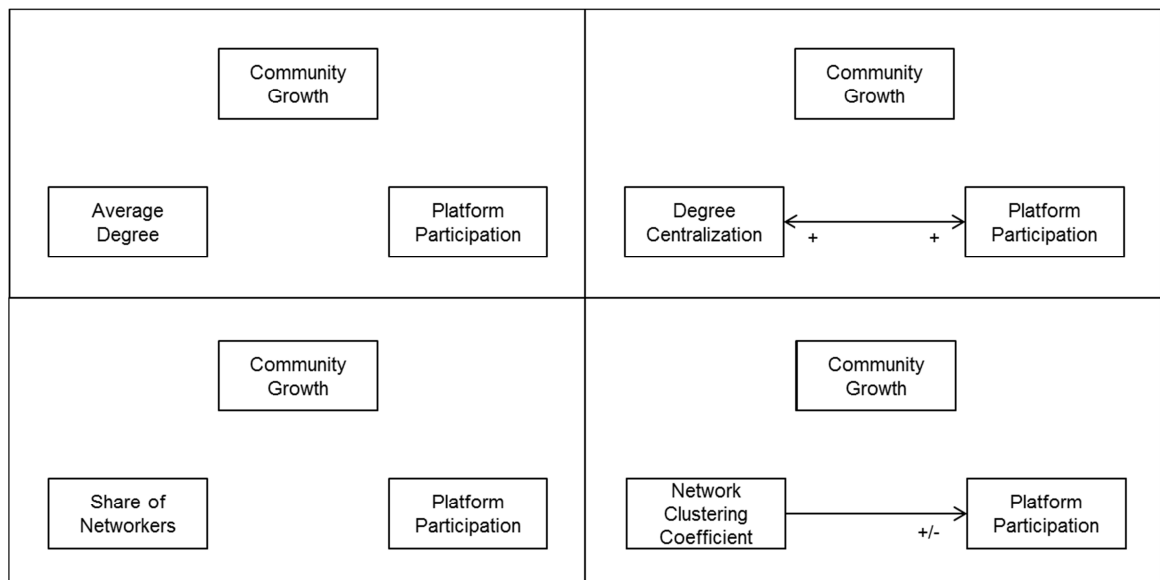 Community
Growth
Average
Degree
Platform
Participation
Community
Growth
Degree
Centralization
+
+
Platform
Participation
Community
Growth
Share of
Networkers
Platform
Participation
Community
Growth
Network
Clustering
Coefficient
+/-
Platform
Participation